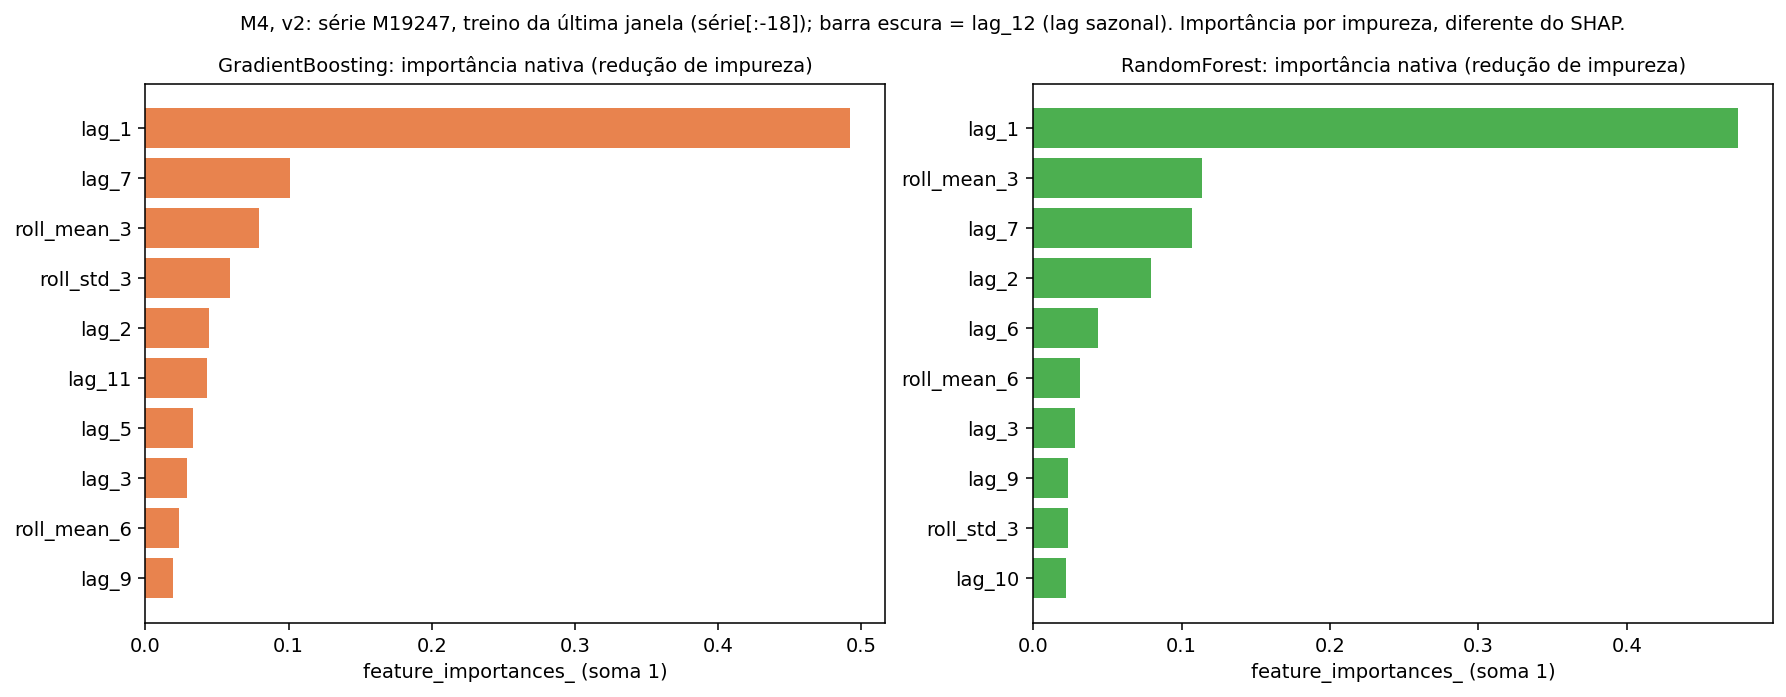 M4, v2: série M19247, treino da última janela (série[:-18]); barra escura = lag_12 (lag sazonal). Importância por impureza, diferente do SHAP.
GradientBoosting: importância nativa (redução de impureza)
lag_1
lag_7
roll_mean_3
roll_std_3
lag_2
lag_11
lag_5
lag_3
roll_mean_6
lag_9
0.0 0.1 0.2 0.3 0.4 0.5
feature_importances_ (soma 1)
RandomForest: importância nativa (redução de impureza)
lag_1
roll_mean_3
lag_7
lag_2
lag_6
roll_mean_6
lag_3
lag_9
roll_std_3
lag_10
0.0 0.1 0.2 0.3 0.4
feature_importances_ (soma 1)